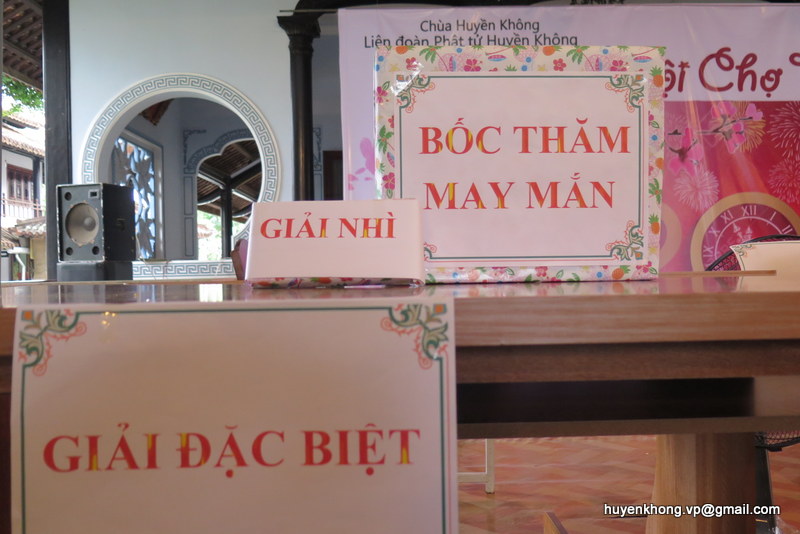 Chùa Huyền Không
Liên đoàn Phật tử Huyền Không
ội Chợ
BỐC THĂM
MAY MẮN
GIẢI NHÌ
GIẢI ĐẶC BIỆT
huyenkhong.vp@gmail.com